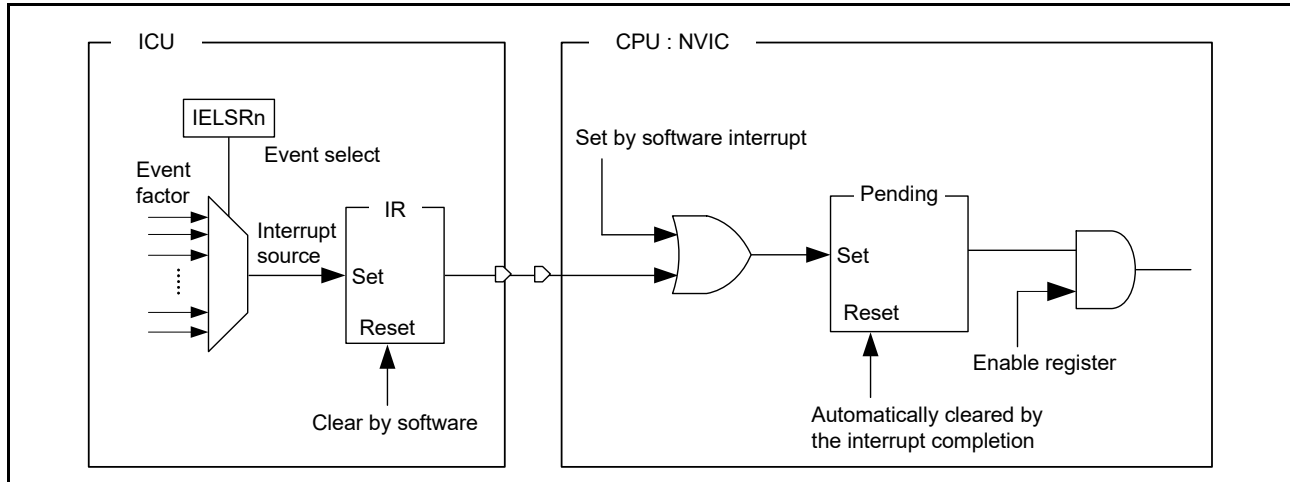 ICU
CPU : NVIC
IELSRn
Event select
Event
factor
Interrupt
source
IR
Set
Reset
Clear by software
Set by software interrupt
Pending
Set
Reset
Enable register
Automatically cleared by
the interrupt completion